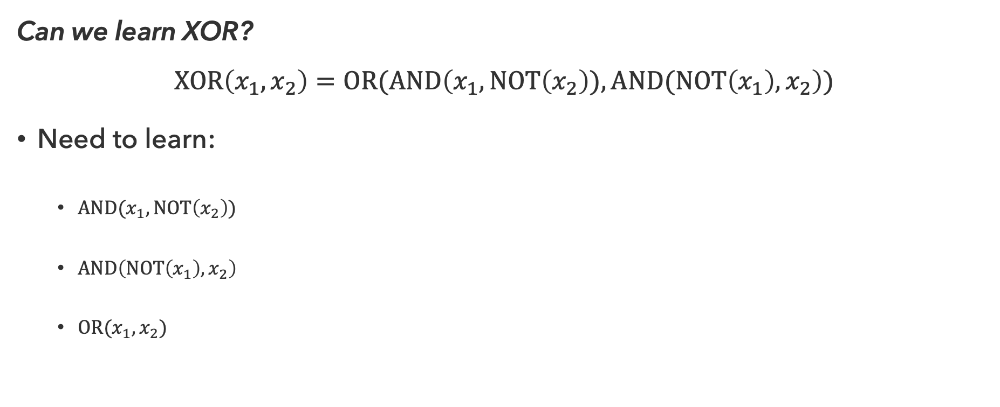 Can we learn XOR?
XOR(x₁, x₂) = OR(AND(x₁, NOT(x₂)), AND(NOT(x₁), x₂))
• Need to learn:
• AND(x₁, NOT(x₂))
• AND(NOT(x₁), x₂)
• OR(x₁, x₂)